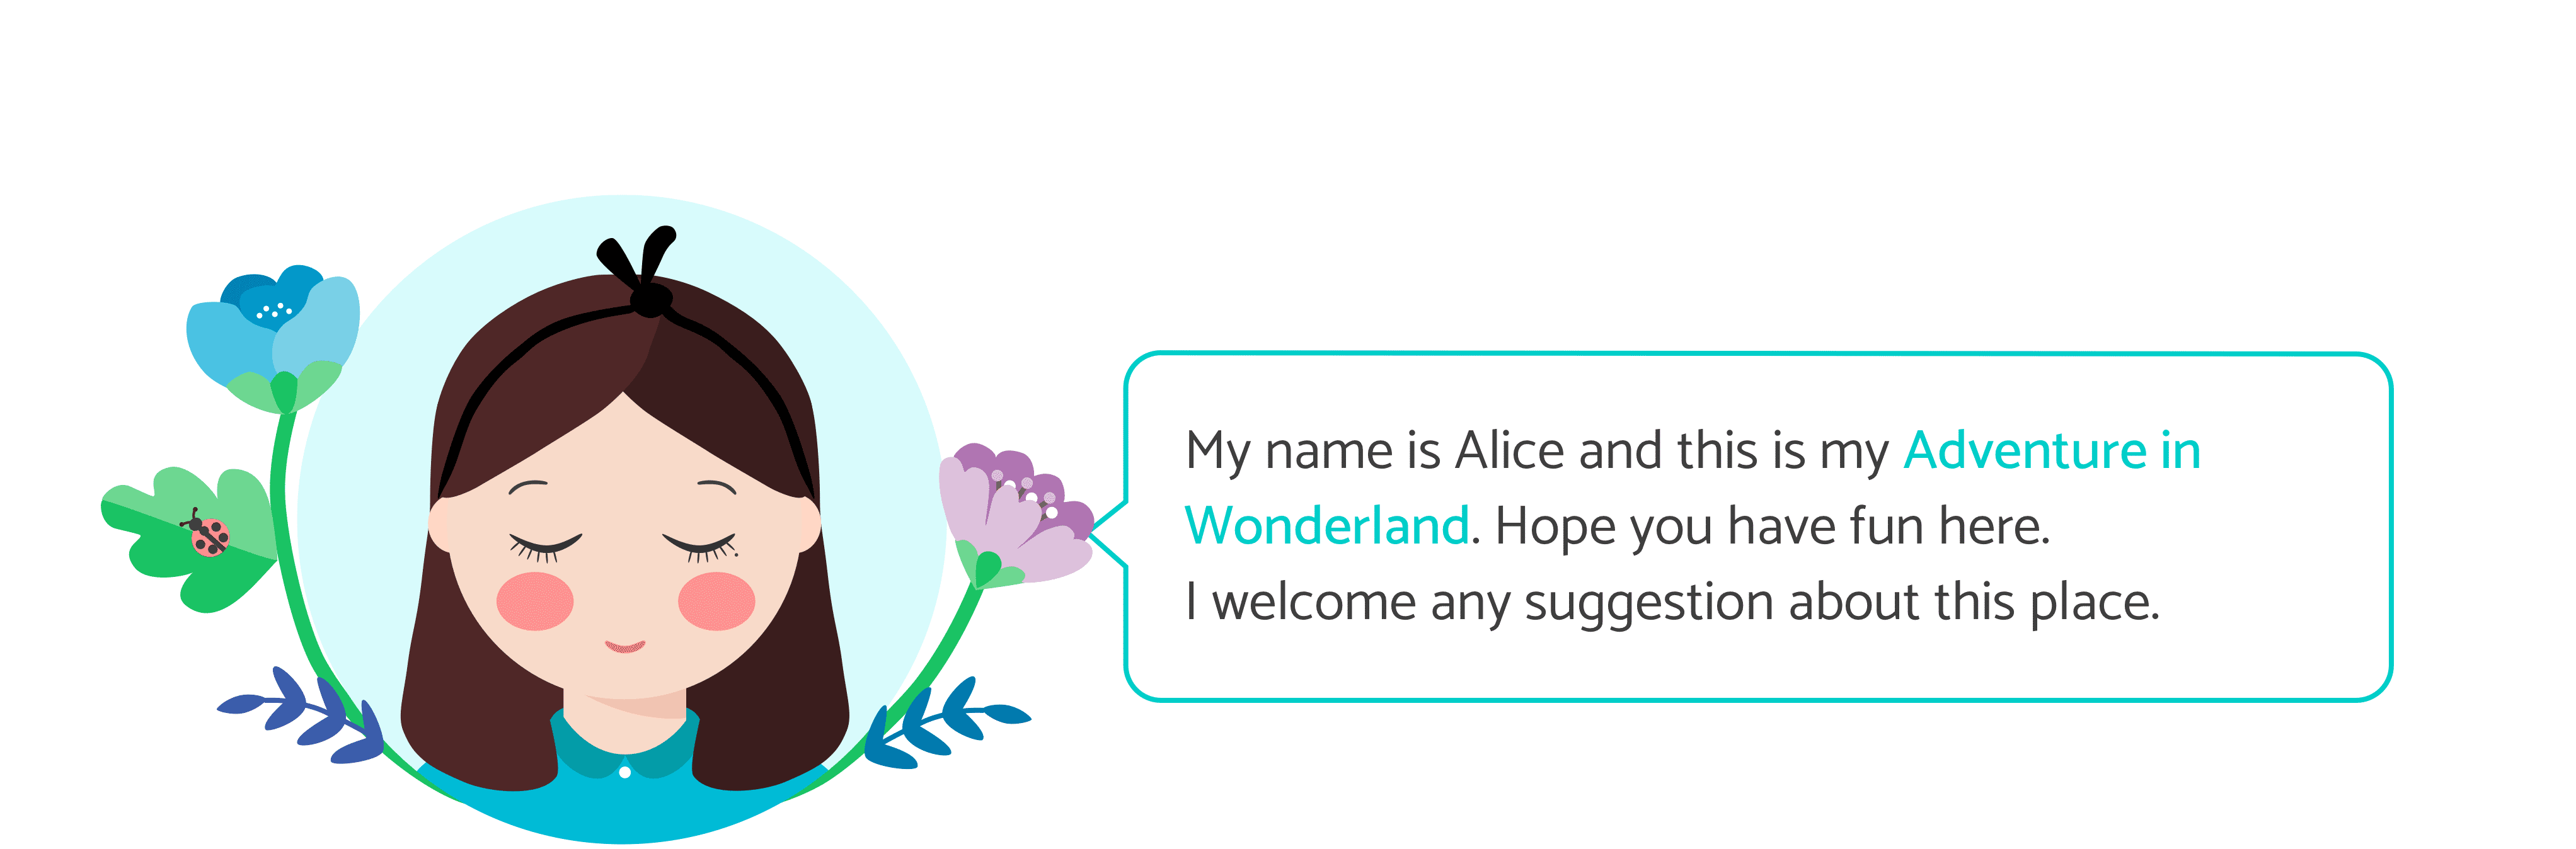 My name is Alice and this is my Adventure in
Wonderland. Hope you have fun here.
I welcome any suggestion about this place.